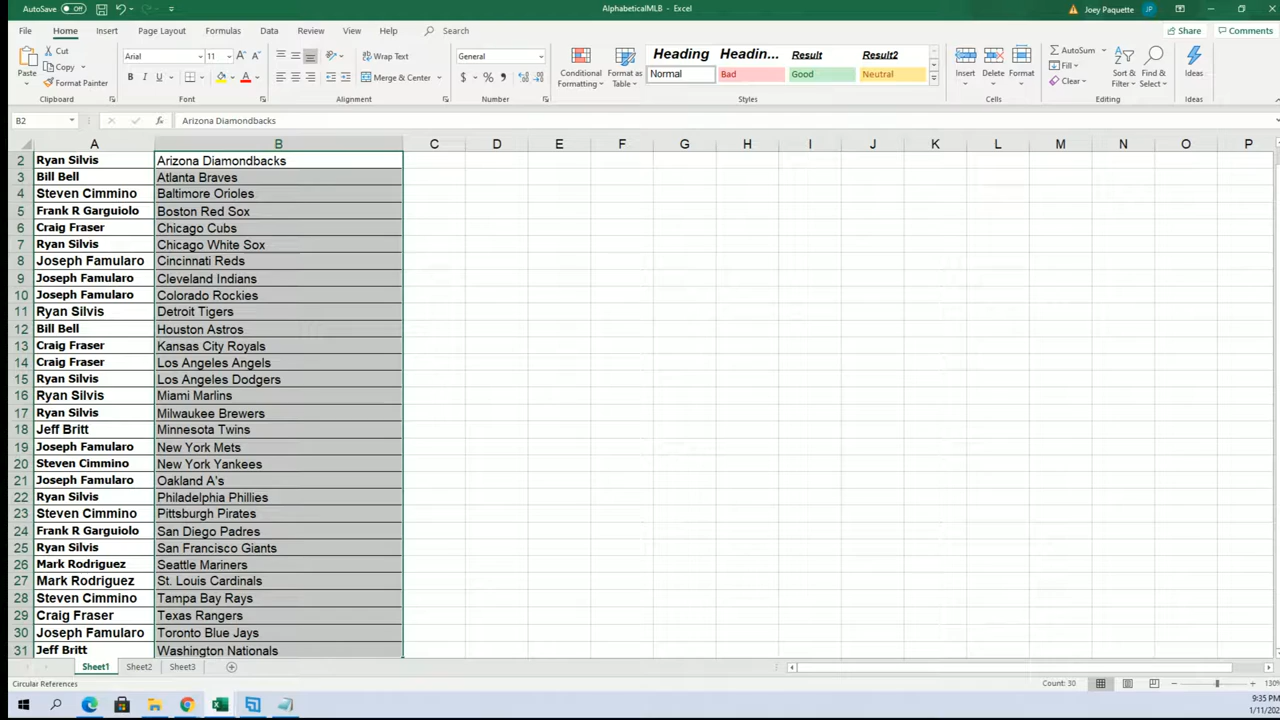 AutoSave Off AlphabeticalMLB - Excel Joey Paquette JP
File Home Insert Page Layout Formulas Data Review View Help Search Share Comments
Paste Cut Copy Format Painter Clipboard
Arial 11 B I U A Font
Wrap Text Merge & Center Alignment
General $ % , Number
Conditional Formatting Format as Table
Heading Headin... Result Result2
Normal Bad Good Neutral
Styles
Insert Delete Format Cells
AutoSum Fill Clear Sort & Filter Find & Select Editing
Ideas Ideas
B2 fx Arizona Diamondbacks
A B C D E F G H I J K L M N O P
2 Ryan Silvis Arizona Diamondbacks
3 Bill Bell Atlanta Braves
4 Steven Cimmino Baltimore Orioles
5 Frank R Garguiolo Boston Red Sox
6 Craig Fraser Chicago Cubs
7 Ryan Silvis Chicago White Sox
8 Joseph Famularo Cincinnati Reds
9 Joseph Famularo Cleveland Indians
10 Joseph Famularo Colorado Rockies
11 Ryan Silvis Detroit Tigers
12 Bill Bell Houston Astros
13 Craig Fraser Kansas City Royals
14 Craig Fraser Los Angeles Angels
15 Ryan Silvis Los Angeles Dodgers
16 Ryan Silvis Miami Marlins
17 Ryan Silvis Milwaukee Brewers
18 Jeff Britt Minnesota Twins
19 Joseph Famularo New York Mets
20 Steven Cimmino New York Yankees
21 Joseph Famularo Oakland A's
22 Ryan Silvis Philadelphia Phillies
23 Steven Cimmino Pittsburgh Pirates
24 Frank R Garguiolo San Diego Padres
25 Ryan Silvis San Francisco Giants
26 Mark Rodriguez Seattle Mariners
27 Mark Rodriguez St. Louis Cardinals
28 Steven Cimmino Tampa Bay Rays
29 Craig Fraser Texas Rangers
30 Joseph Famularo Toronto Blue Jays
31 Jeff Britt Washington Nationals
Sheet1 Sheet2 Sheet3
Circular References Count: 30 130%
9:35 PM
1/11/202